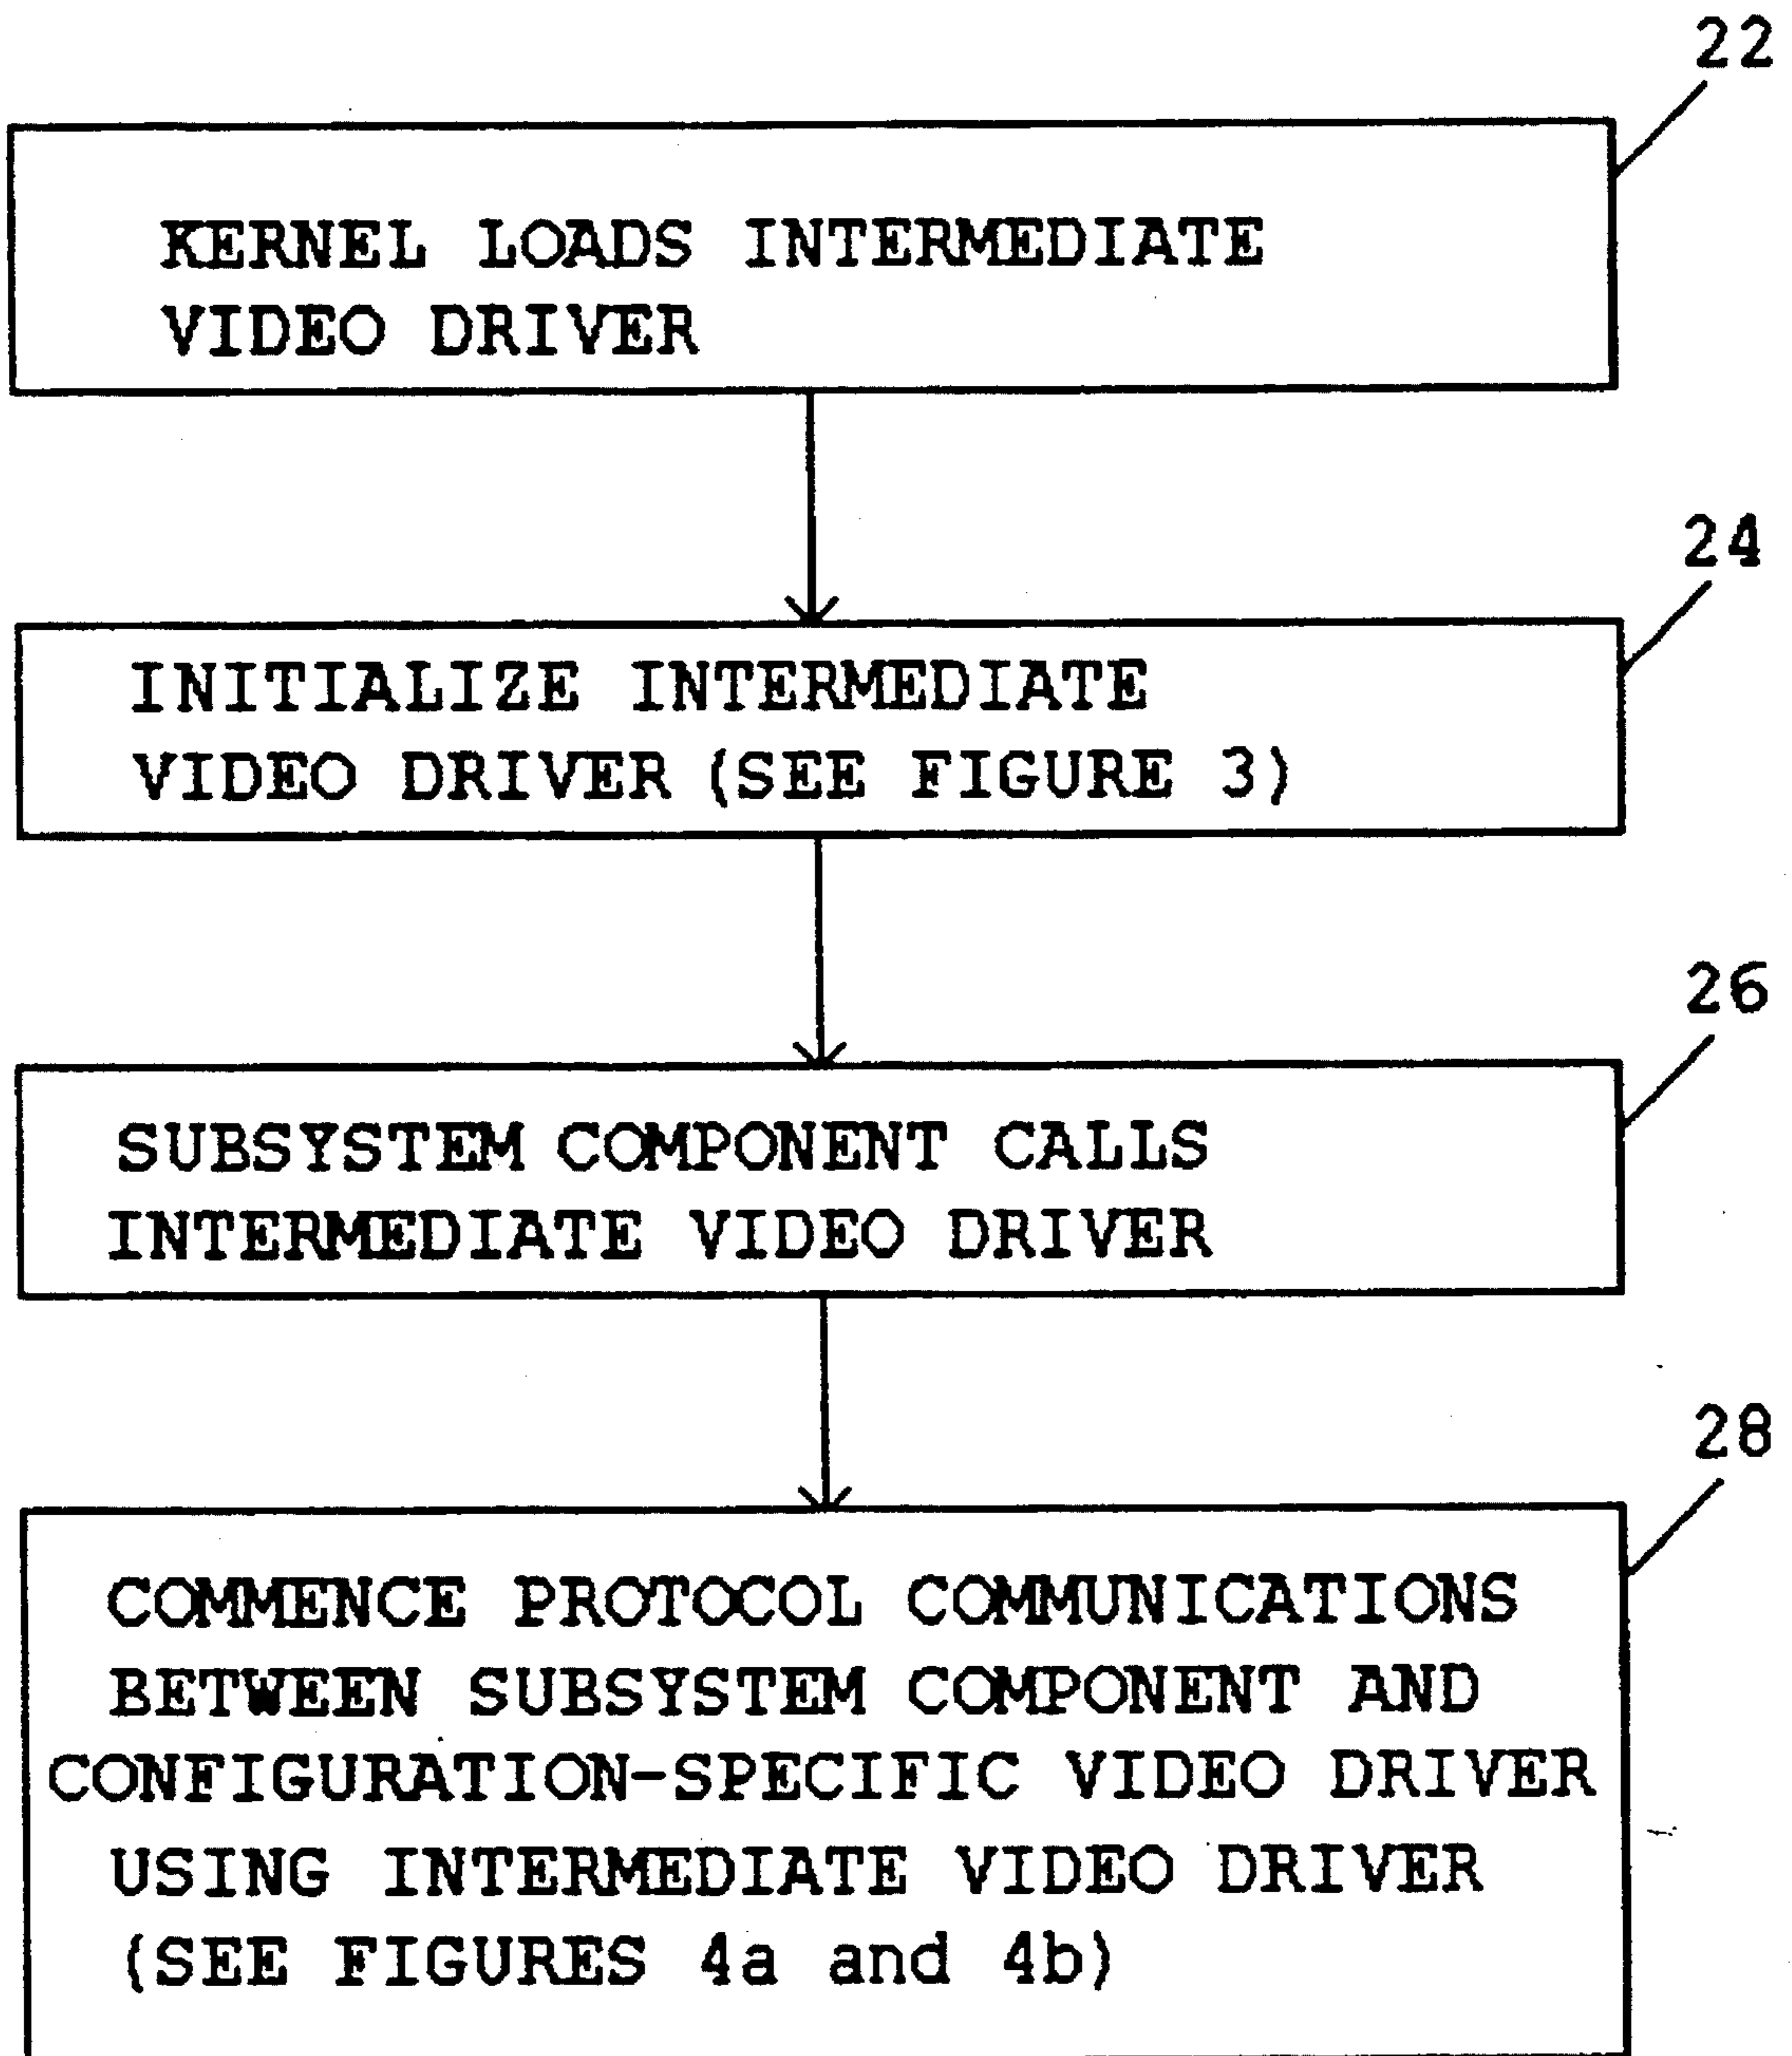 22
KERNEL LOADS INTERMEDIATE
VIDEO DRIVER
24
INITIALIZE INTERMEDIATE
VIDEO DRIVER (SEE FIGURE 3)
26
SUBSYSTEM COMPONENT CALLS
INTERMEDIATE VIDEO DRIVER
28
COMMENCE PROTOCOL COMMUNICATIONS
BETWEEN SUBSYSTEM COMPONENT AND
CONFIGURATION-SPECIFIC VIDEO DRIVER
USING INTERMEDIATE VIDEO DRIVER
(SEE FIGURES 4a and 4b)